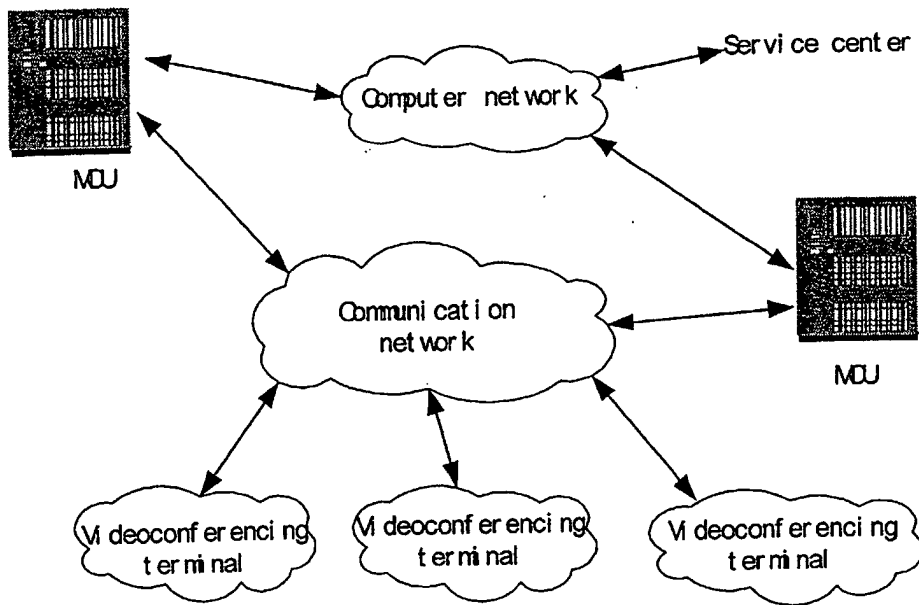 Service center
Computer network
MCU
Communication
network
MCU
Videoconferencing
terminal
Videoconferencing
terminal
Videoconferencing
terminal